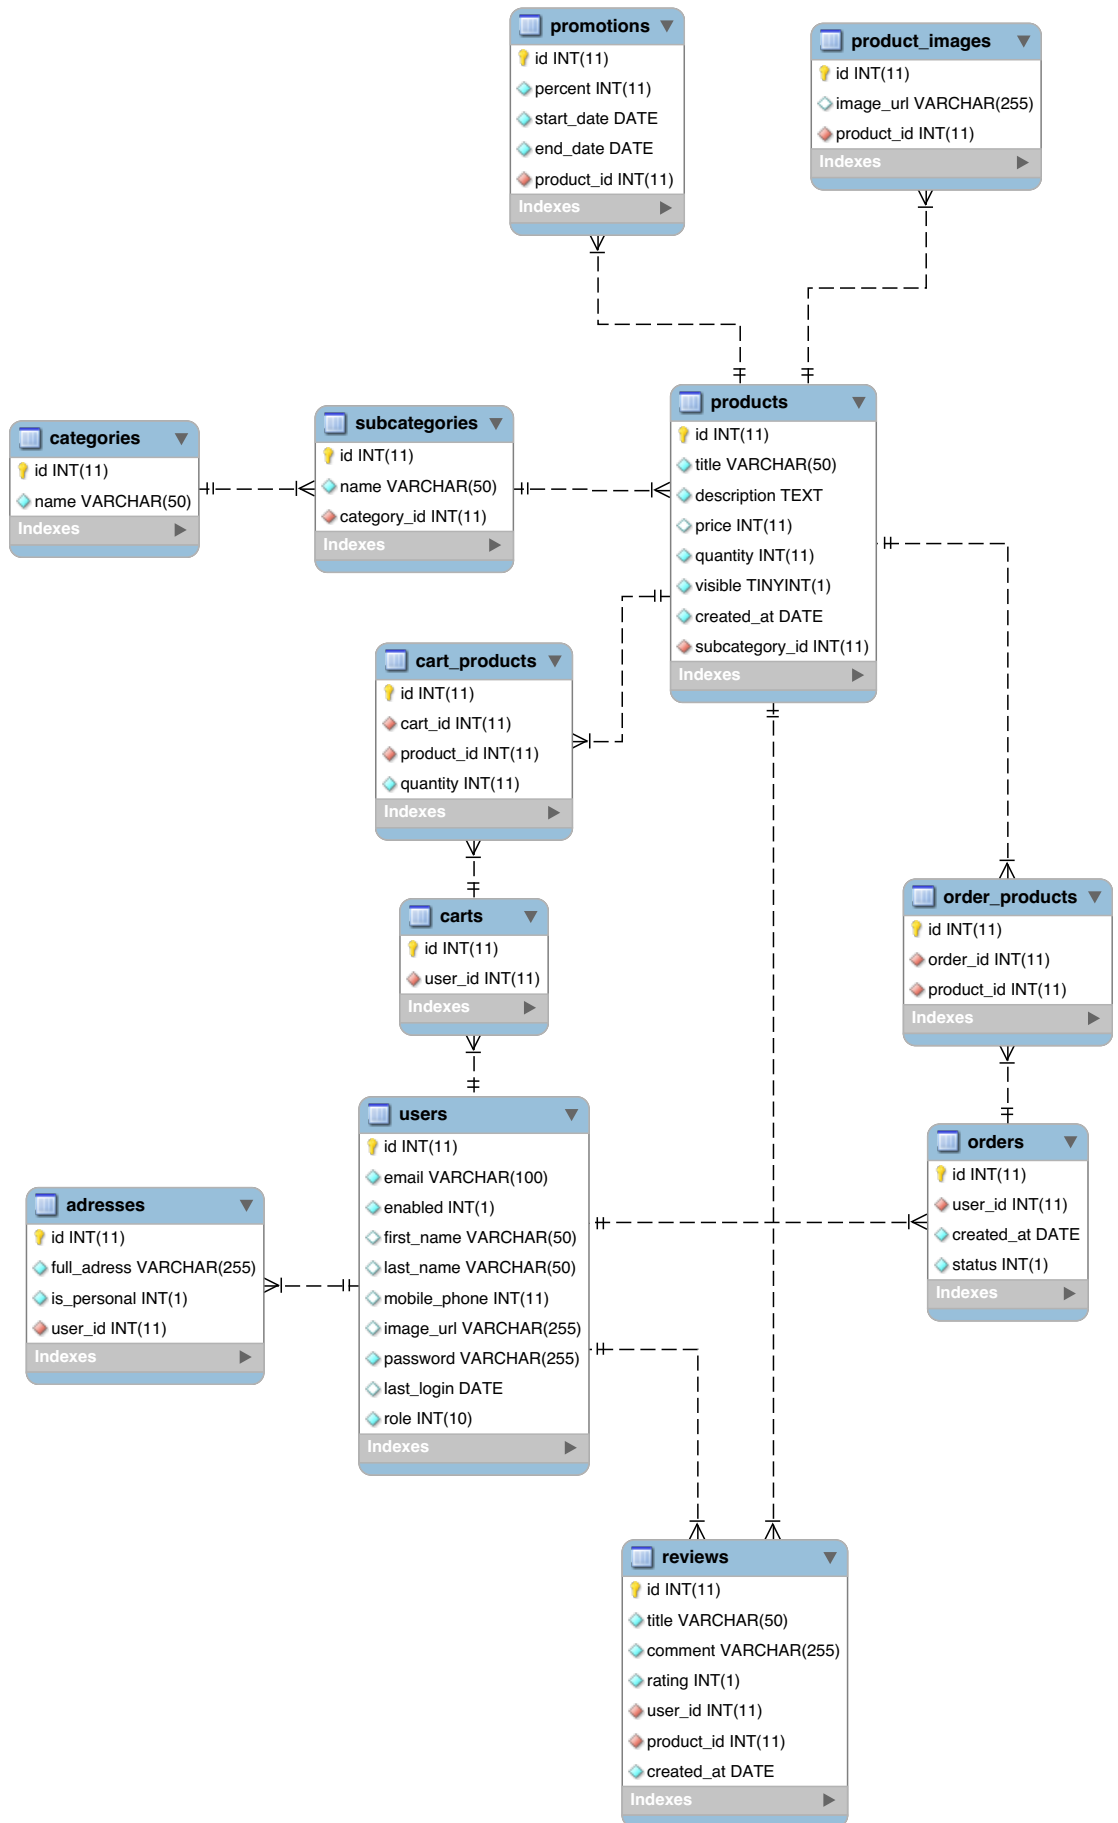 promotions
id INT(11)
percent INT(11)
start_date DATE
end_date DATE
product_id INT(11)
Indexes
product_images
id INT(11)
image_url VARCHAR(255)
product_id INT(11)
Indexes
categories
id INT(11)
name VARCHAR(50)
Indexes
subcategories
id INT(11)
name VARCHAR(50)
category_id INT(11)
Indexes
products
id INT(11)
title VARCHAR(50)
description TEXT
price INT(11)
quantity INT(11)
visible TINYINT(1)
created_at DATE
subcategory_id INT(11)
Indexes
cart_products
id INT(11)
cart_id INT(11)
product_id INT(11)
quantity INT(11)
Indexes
carts
id INT(11)
user_id INT(11)
Indexes
order_products
id INT(11)
order_id INT(11)
product_id INT(11)
Indexes
users
id INT(11)
email VARCHAR(100)
enabled INT(1)
first_name VARCHAR(50)
last_name VARCHAR(50)
mobile_phone INT(11)
image_url VARCHAR(255)
password VARCHAR(255)
last_login DATE
role INT(10)
Indexes
orders
id INT(11)
user_id INT(11)
created_at DATE
status INT(1)
Indexes
adresses
id INT(11)
full_adress VARCHAR(255)
is_personal INT(1)
user_id INT(11)
Indexes
reviews
id INT(11)
title VARCHAR(50)
comment VARCHAR(255)
rating INT(1)
user_id INT(11)
product_id INT(11)
created_at DATE
Indexes